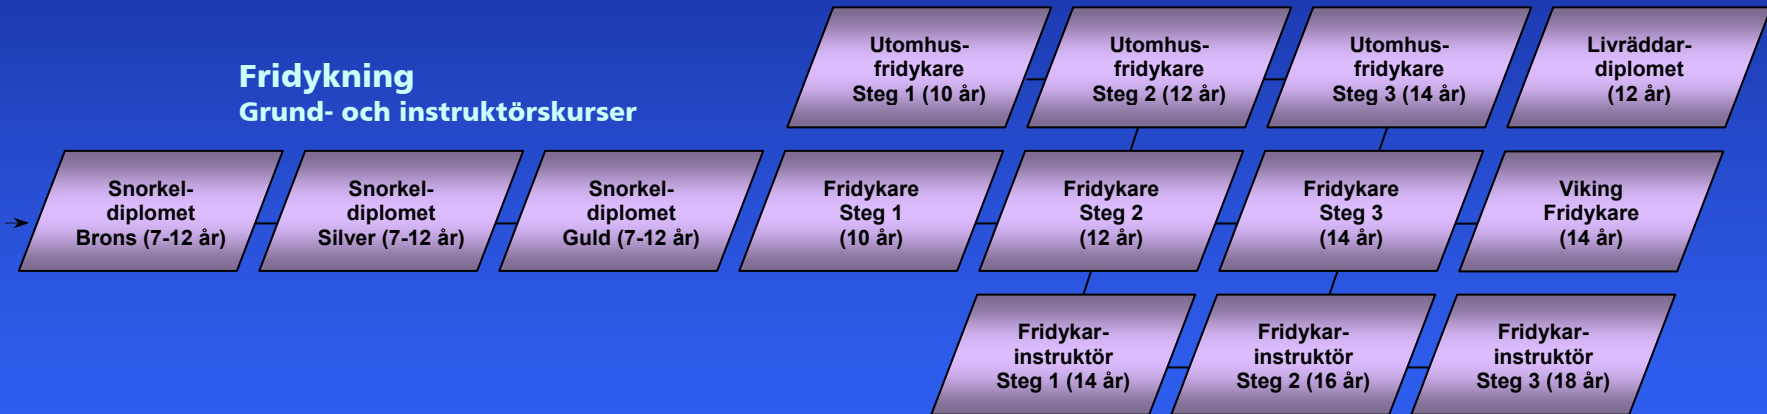 Fridykning
Grund- och instruktörskurser
Utomhus-
fridykare
Steg 1 (10 år)
Utomhus-
fridykare
Steg 2 (12 år)
Utomhus-
fridykare
Steg 3 (14 år)
Livräddar-
diplomet
(12 år)
Snorkel-
diplomet
Brons (7-12 år)
Snorkel-
diplomet
Silver (7-12 år)
Snorkel-
diplomet
Guld (7-12 år)
Fridykare
Steg 1
(10 år)
Fridykare
Steg 2
(12 år)
Fridykare
Steg 3
(14 år)
Viking
Fridykare
(14 år)
Fridykar-
instruktör
Steg 1 (14 år)
Fridykar-
instruktör
Steg 2 (16 år)
Fridykar-
instruktör
Steg 3 (18 år)